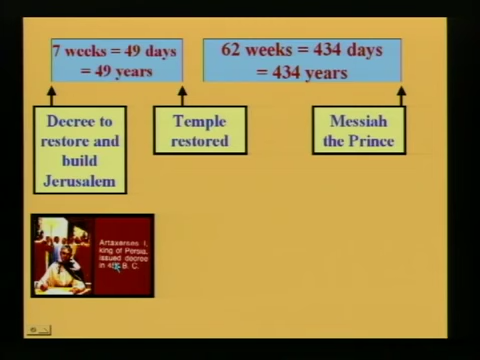 7 weeks = 49 days
= 49 years
62 weeks = 434 days
= 434 years
Decree to
restore and
build
Jerusalem
Temple
restored
Messiah
the Prince
Artaxerxes I,
king of Persia,
issued decree
in B. C.